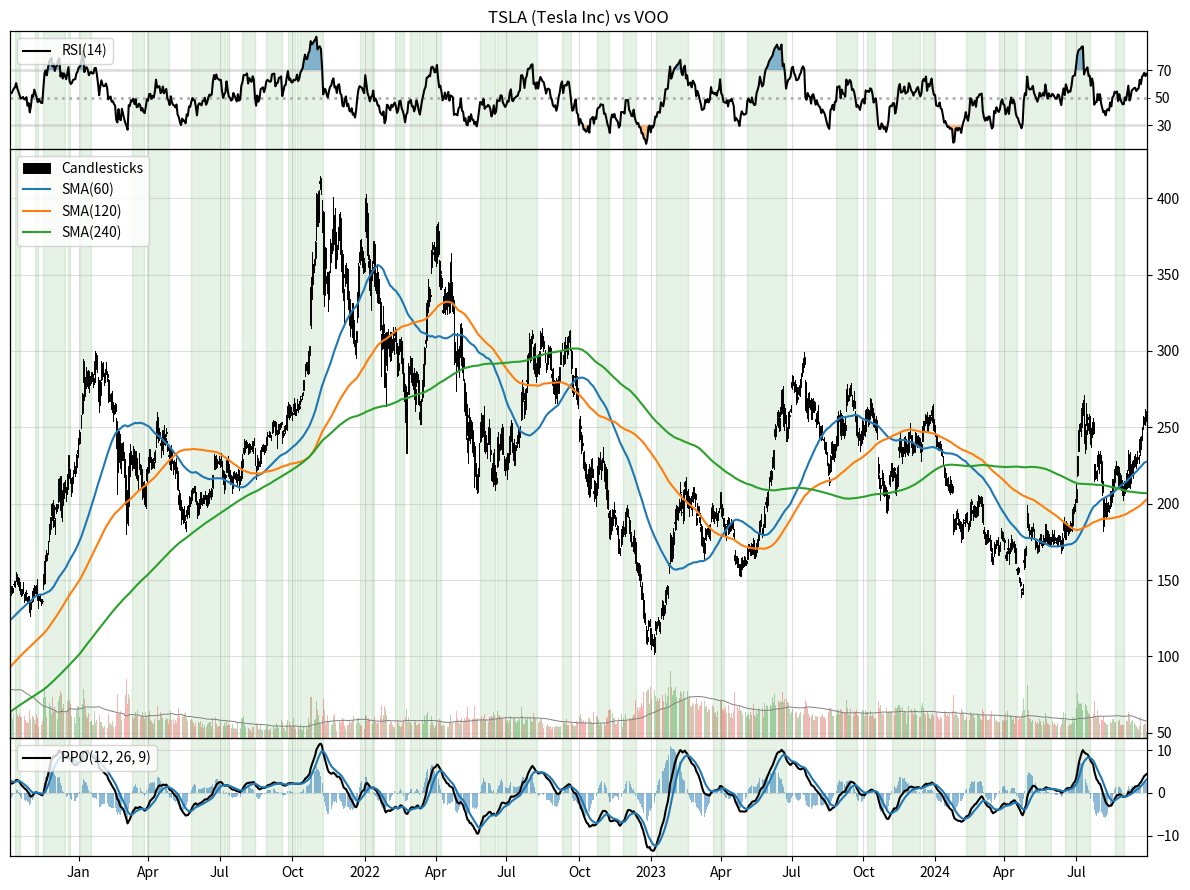 TSLA (Tesla Inc) vs VOO
RSI(14)
70
50
30
Candlesticks
SMA(60)
SMA(120)
SMA(240)
400
350
300
250
200
150
100
50
PPO(12, 26, 9)
10
0
−10
Jan Apr Jul Oct 2022 Apr Jul Oct 2023 Apr Jul Oct 2024 Apr Jul